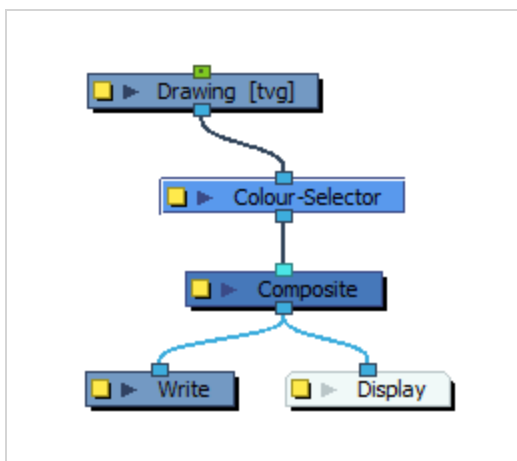 Drawing [tvg]
Colour-Selector
Composite
Write
Display